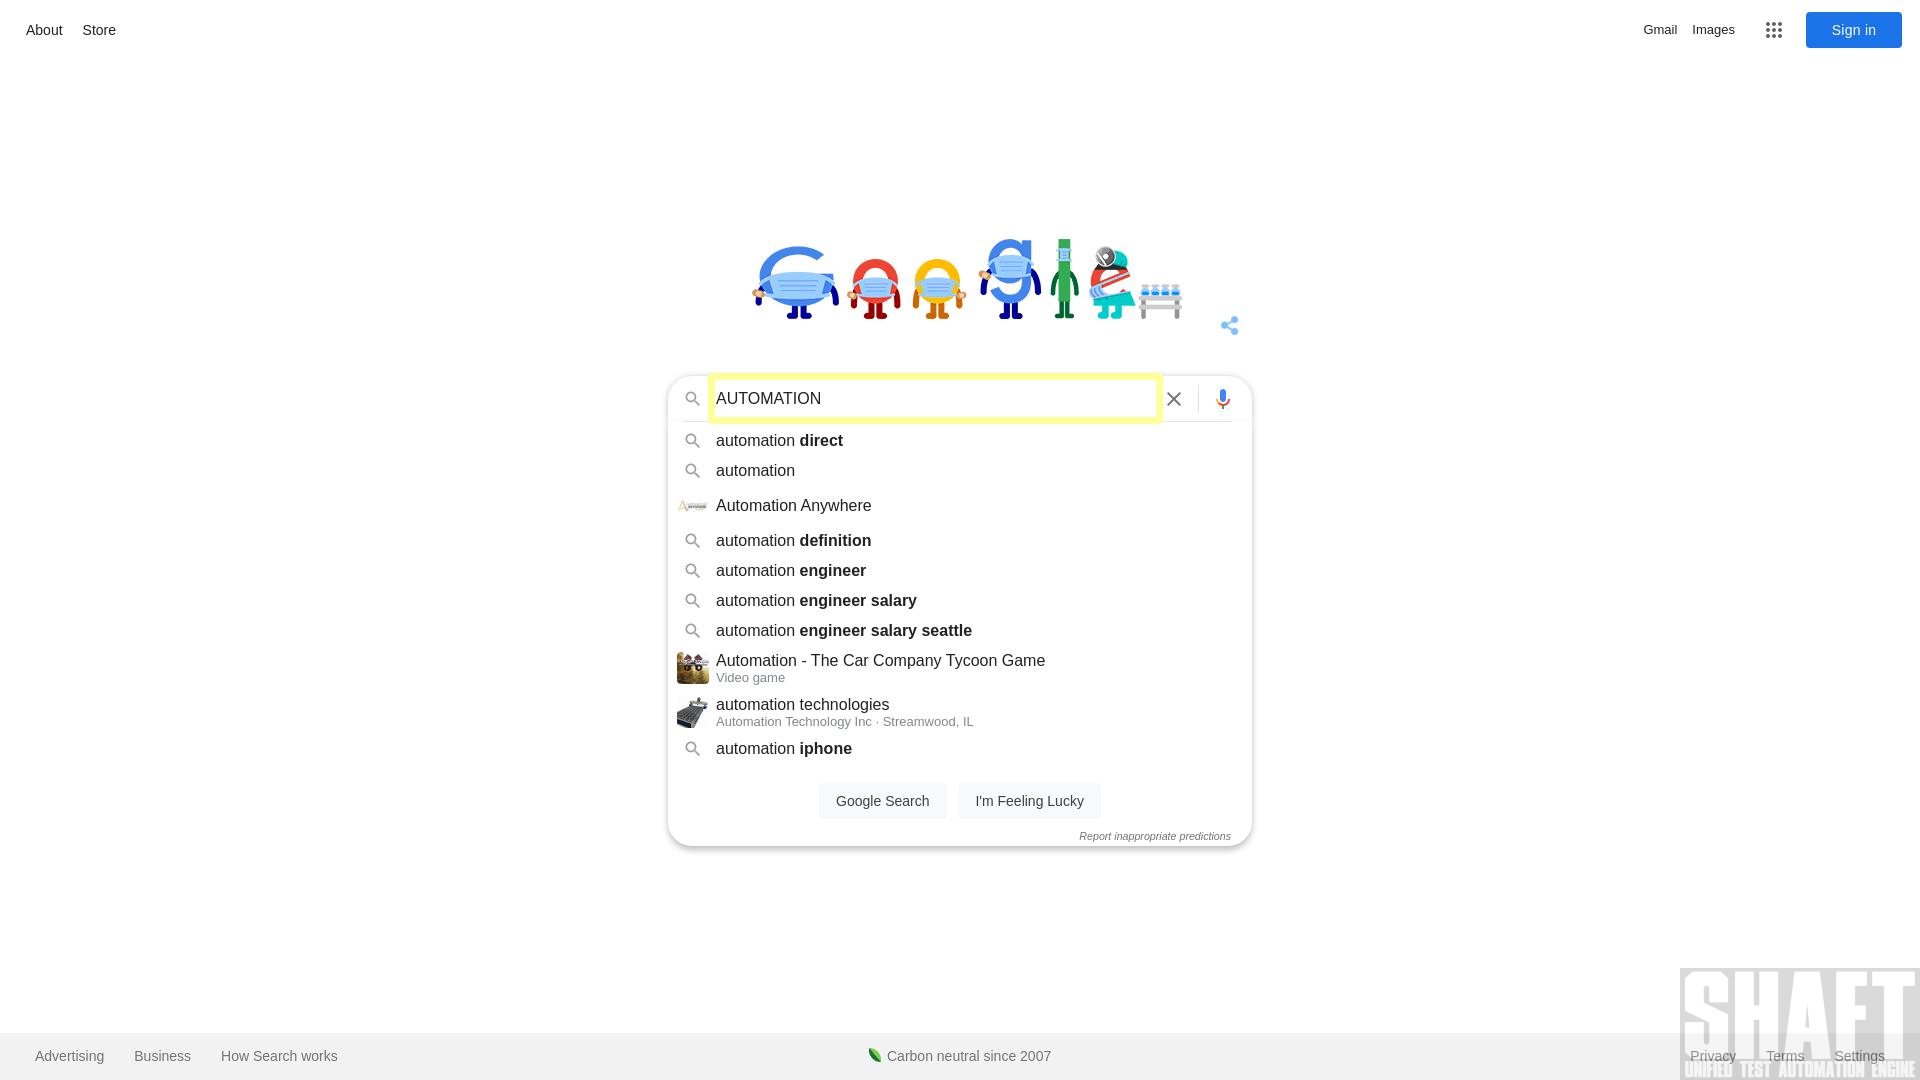 About Store
Gmail Images Sign in
Google
AUTOMATION
automation direct
automation
Automation Anywhere
automation definition
automation engineer
automation engineer salary
automation engineer salary seattle
Automation - The Car Company Tycoon Game
Video game
automation technologies
Automation Technology Inc · Streamwood, IL
automation iphone
Google Search I'm Feeling Lucky
Report inappropriate predictions
SHAFT
UNIFIED TEST AUTOMATION ENGINE
Advertising Business How Search works Carbon neutral since 2007 Privacy Terms Settings